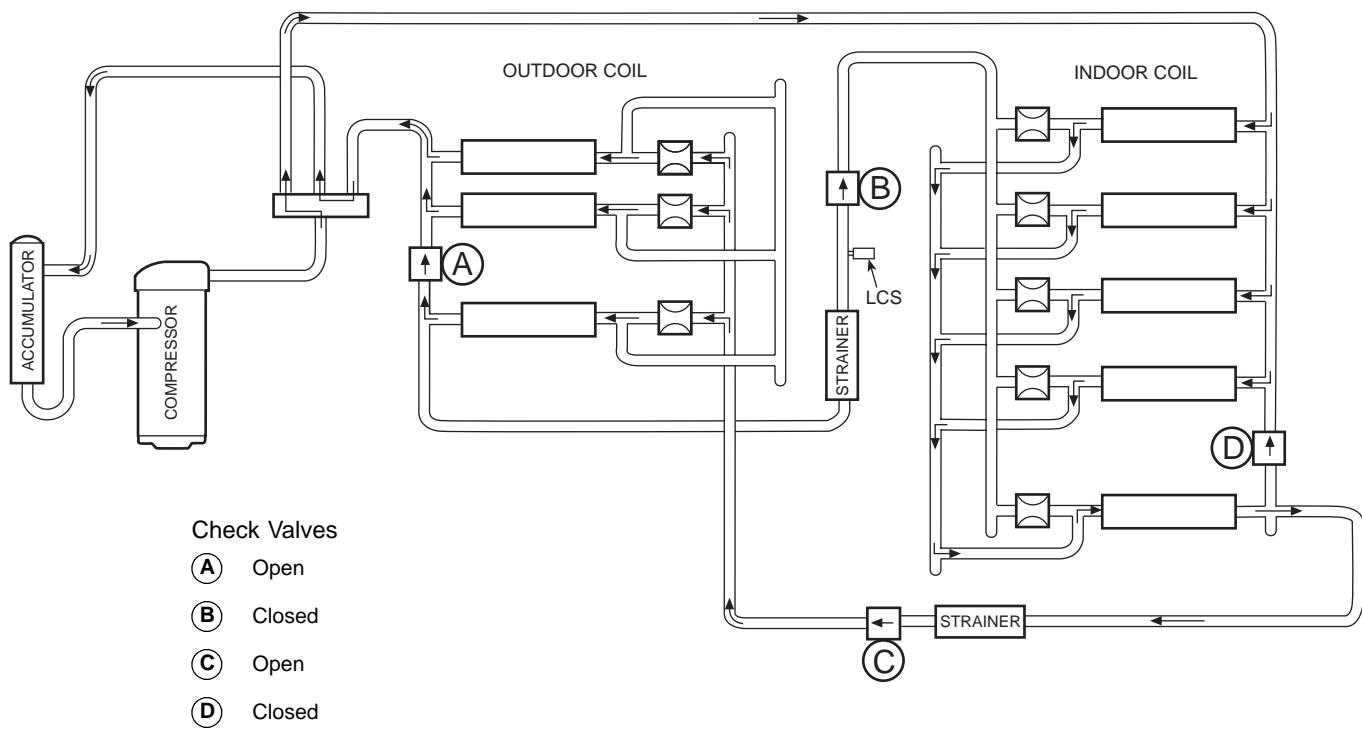 OUTDOOR COIL
INDOOR COIL
B
A
LCS
ACCUMULATOR
COMPRESSOR
STRAINER
D
STRAINER
C
Check Valves
A Open
B Closed
C Open
D Closed